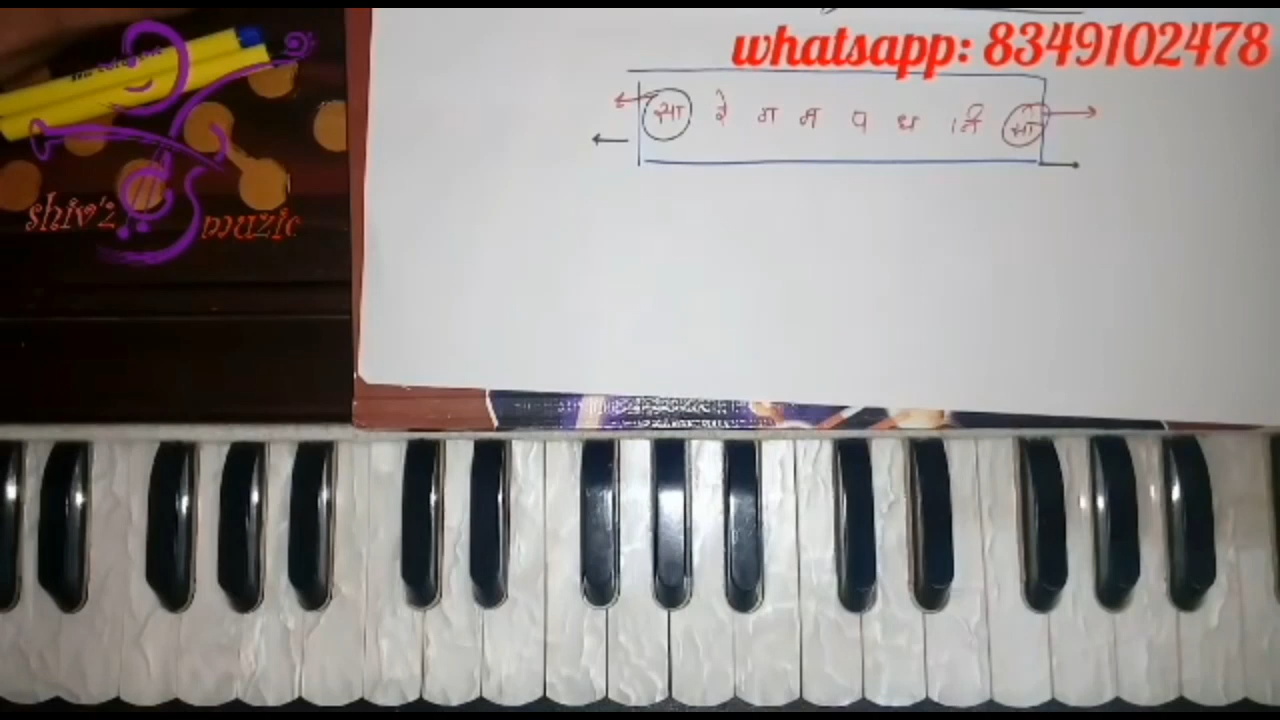 whatsapp: 8349102478
सा रे ग म प ध नि सां
shiv'z
muzic